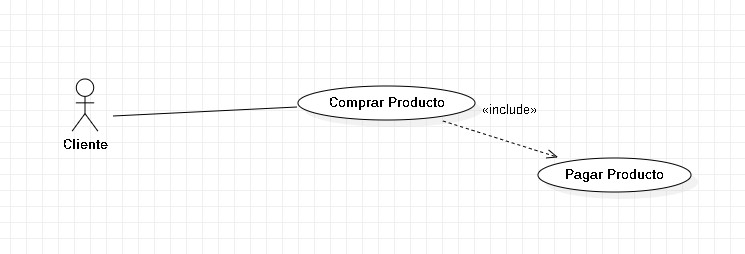 Comprar Producto
«include»
Cliente
Pagar Producto